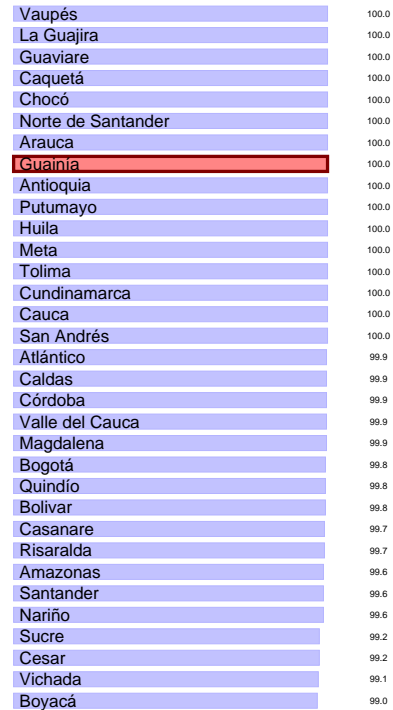 Vaupés 100.0
La Guajira 100.0
Guaviare 100.0
Caquetá 100.0
Chocó 100.0
Norte de Santander 100.0
Arauca 100.0
Guainía 100.0
Antioquia 100.0
Putumayo 100.0
Huila 100.0
Meta 100.0
Tolima 100.0
Cundinamarca 100.0
Cauca 100.0
San Andrés 100.0
Atlántico 99.9
Caldas 99.9
Córdoba 99.9
Valle del Cauca 99.9
Magdalena 99.9
Bogotá 99.8
Quindío 99.8
Bolivar 99.8
Casanare 99.7
Risaralda 99.7
Amazonas 99.6
Santander 99.6
Nariño 99.6
Sucre 99.2
Cesar 99.2
Vichada 99.1
Boyacá 99.0